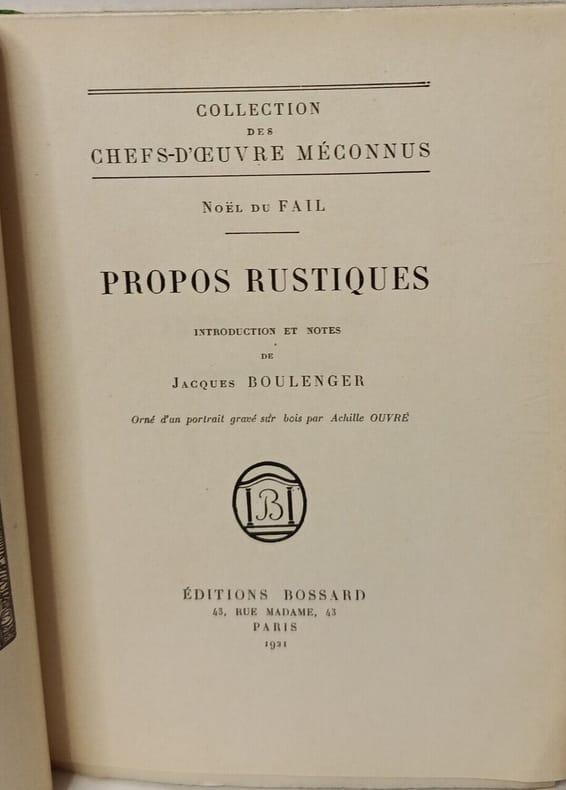 COLLECTION
DES
CHEFS-D'ŒUVRE MÉCONNUS
NOËL DU FAIL
PROPOS RUSTIQUES
INTRODUCTION ET NOTES
DE
JACQUES BOULENGER
Orné d'un portrait gravé sur bois par Achille OUVRÉ
B
ÉDITIONS BOSSARD
43, RUE MADAME, 43
PARIS
1921